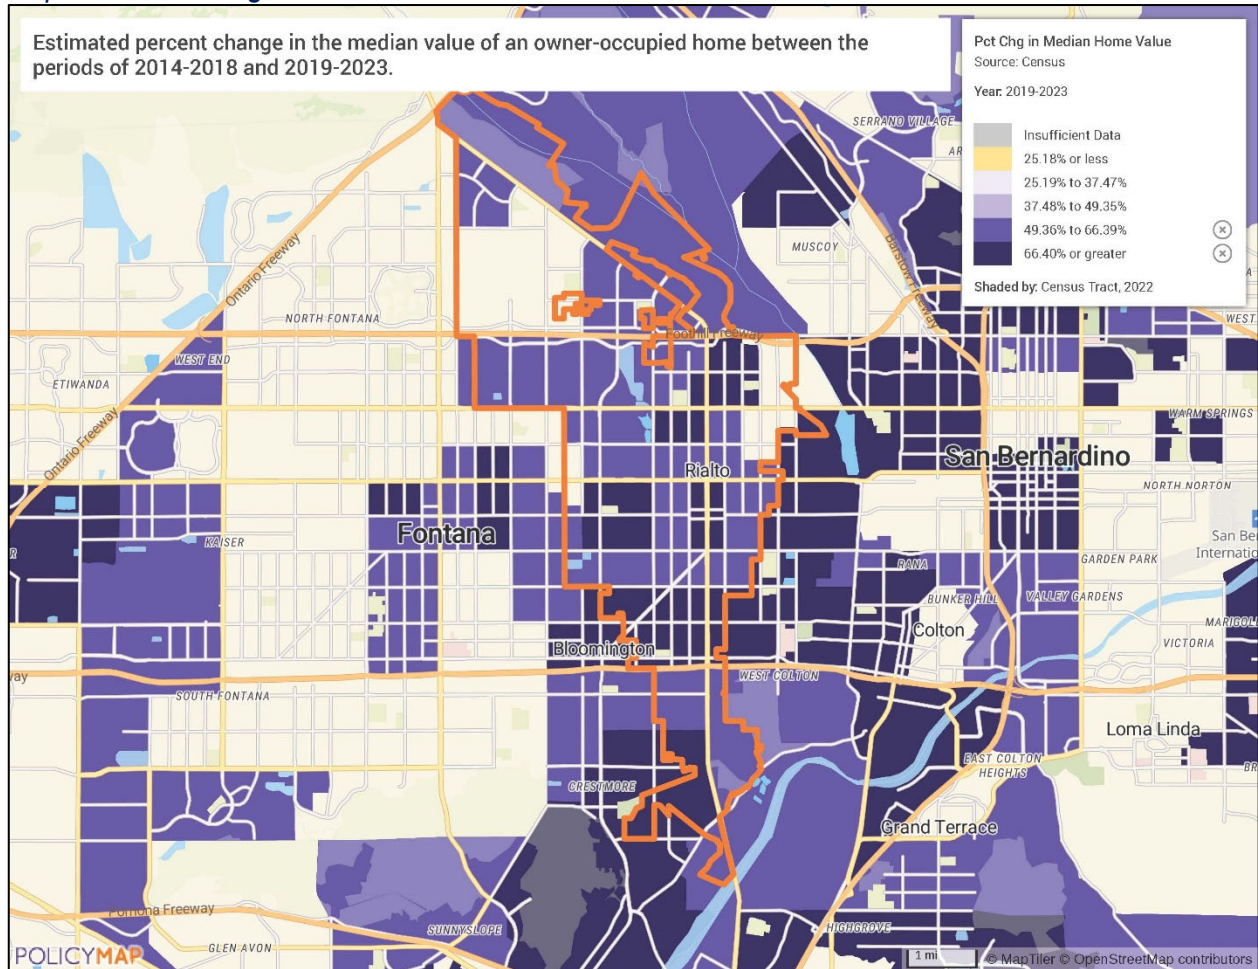 Estimated percent change in the median value of an owner-occupied home between the
periods of 2014-2018 and 2019-2023.
Pct Chg in Median Home Value
Source: Census
Year: 2019-2023
Insufficient Data
25.18% or less
25.19% to 37.47%
37.48% to 49.35%
49.36% to 66.39%
66.40% or greater
Shaded by: Census Tract, 2022
SERRANO VILLAGE
MUSCOY
Barstow Freeway
Ontario Freeway
NORTH FONTANA
Foothill Freeway
WEST
WEST END
ETIWANDA
Ontario Freeway
WARM SPRINGS
San Bernardino
Rialto
NORTH NORTON
Fontana
KAISER
San Be
Internatio
RANA
GARDEN PARK
BUNKER HILL
VALLEY GARDENS
MARIGOL
Colton
VICTORIA
Bloomington
way
WEST COLTON
SOUTH FONTANA
Loma Linda
EAST COLTON
HEIGHTS
BR
CRESTMORE
Grand Terrace
Pomona Freeway
SUNNYSLOPE
HIGHGROVE
GLEN AVON
POLICYMAP
1 mi
© MapTiler © OpenStreetMap contributors